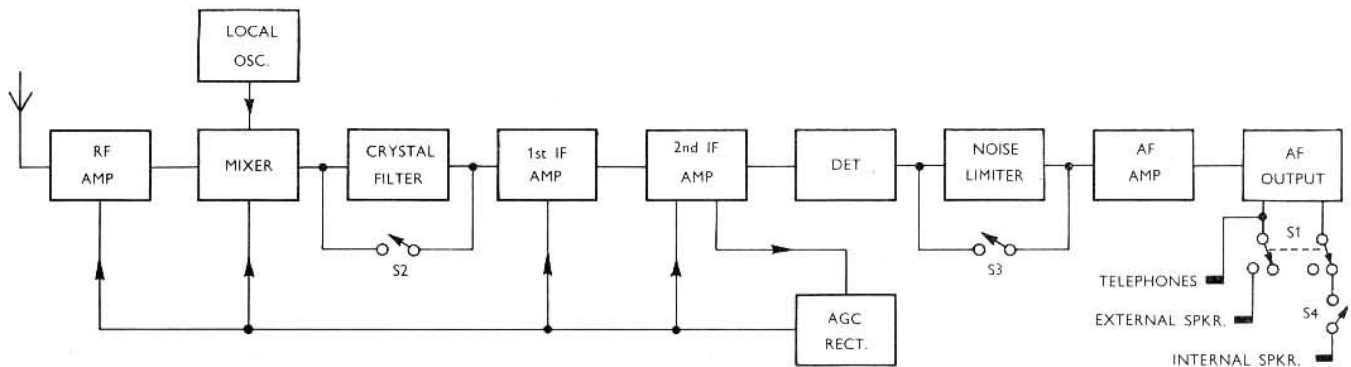 LOCAL
OSC.
RF
AMP
MIXER
CRYSTAL
FILTER
1st IF
AMP
2nd IF
AMP
DET
NOISE
LIMITER
AF
AMP
AF
OUTPUT
S2
S3
S1
TELEPHONES
EXTERNAL SPKR.
S4
INTERNAL SPKR.
AGC
RECT.